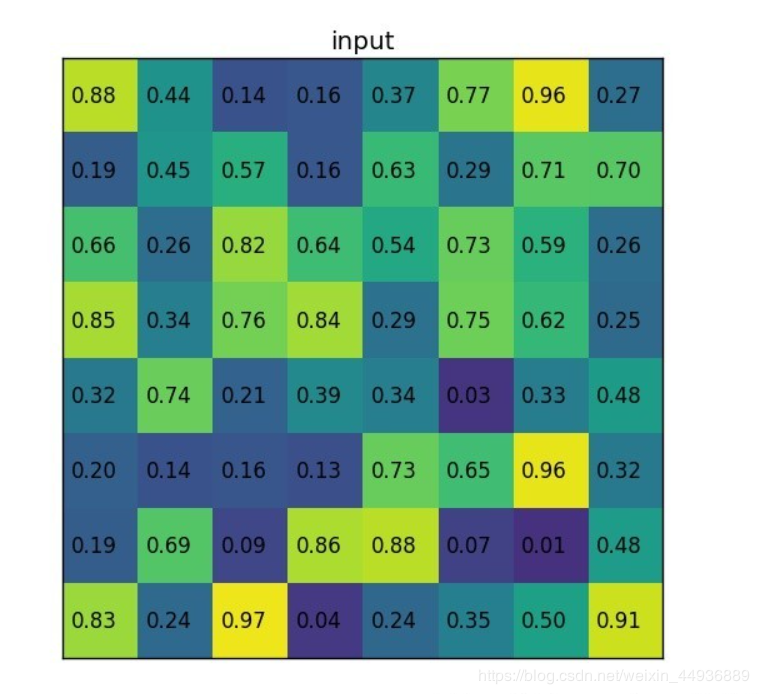 input
0.88 0.44 0.14 0.16 0.37 0.77 0.96 0.27
0.19 0.45 0.57 0.16 0.63 0.29 0.71 0.70
0.66 0.26 0.82 0.64 0.54 0.73 0.59 0.26
0.85 0.34 0.76 0.84 0.29 0.75 0.62 0.25
0.32 0.74 0.21 0.39 0.34 0.03 0.33 0.48
0.20 0.14 0.16 0.13 0.73 0.65 0.96 0.32
0.19 0.69 0.09 0.86 0.88 0.07 0.01 0.48
0.83 0.24 0.97 0.04 0.24 0.35 0.50 0.91
https://blog.csdn.net/weixin_44936889